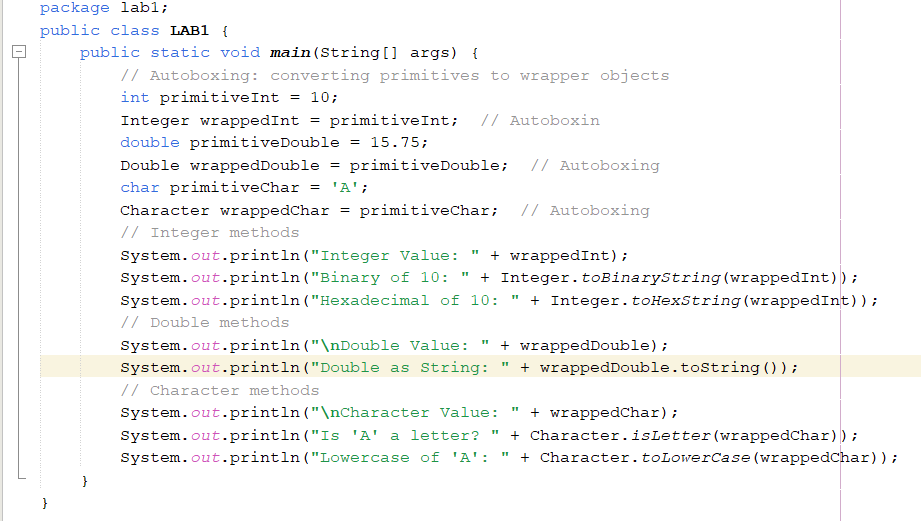 package lab1;
public class LAB1 {
    public static void main(String[] args) {
        // Autoboxing: converting primitives to wrapper objects
        int primitiveInt = 10;
        Integer wrappedInt = primitiveInt;  // Autoboxin
        double primitiveDouble = 15.75;
        Double wrappedDouble = primitiveDouble;  // Autoboxing
        char primitiveChar = 'A';
        Character wrappedChar = primitiveChar;  // Autoboxing
        // Integer methods
        System.out.println("Integer Value: " + wrappedInt);
        System.out.println("Binary of 10: " + Integer.toBinaryString(wrappedInt));
        System.out.println("Hexadecimal of 10: " + Integer.toHexString(wrappedInt));
        // Double methods
        System.out.println("\nDouble Value: " + wrappedDouble);
        System.out.println("Double as String: " + wrappedDouble.toString());
        // Character methods
        System.out.println("\nCharacter Value: " + wrappedChar);
        System.out.println("Is 'A' a letter? " + Character.isLetter(wrappedChar));
        System.out.println("Lowercase of 'A': " + Character.toLowerCase(wrappedChar));
    }
}